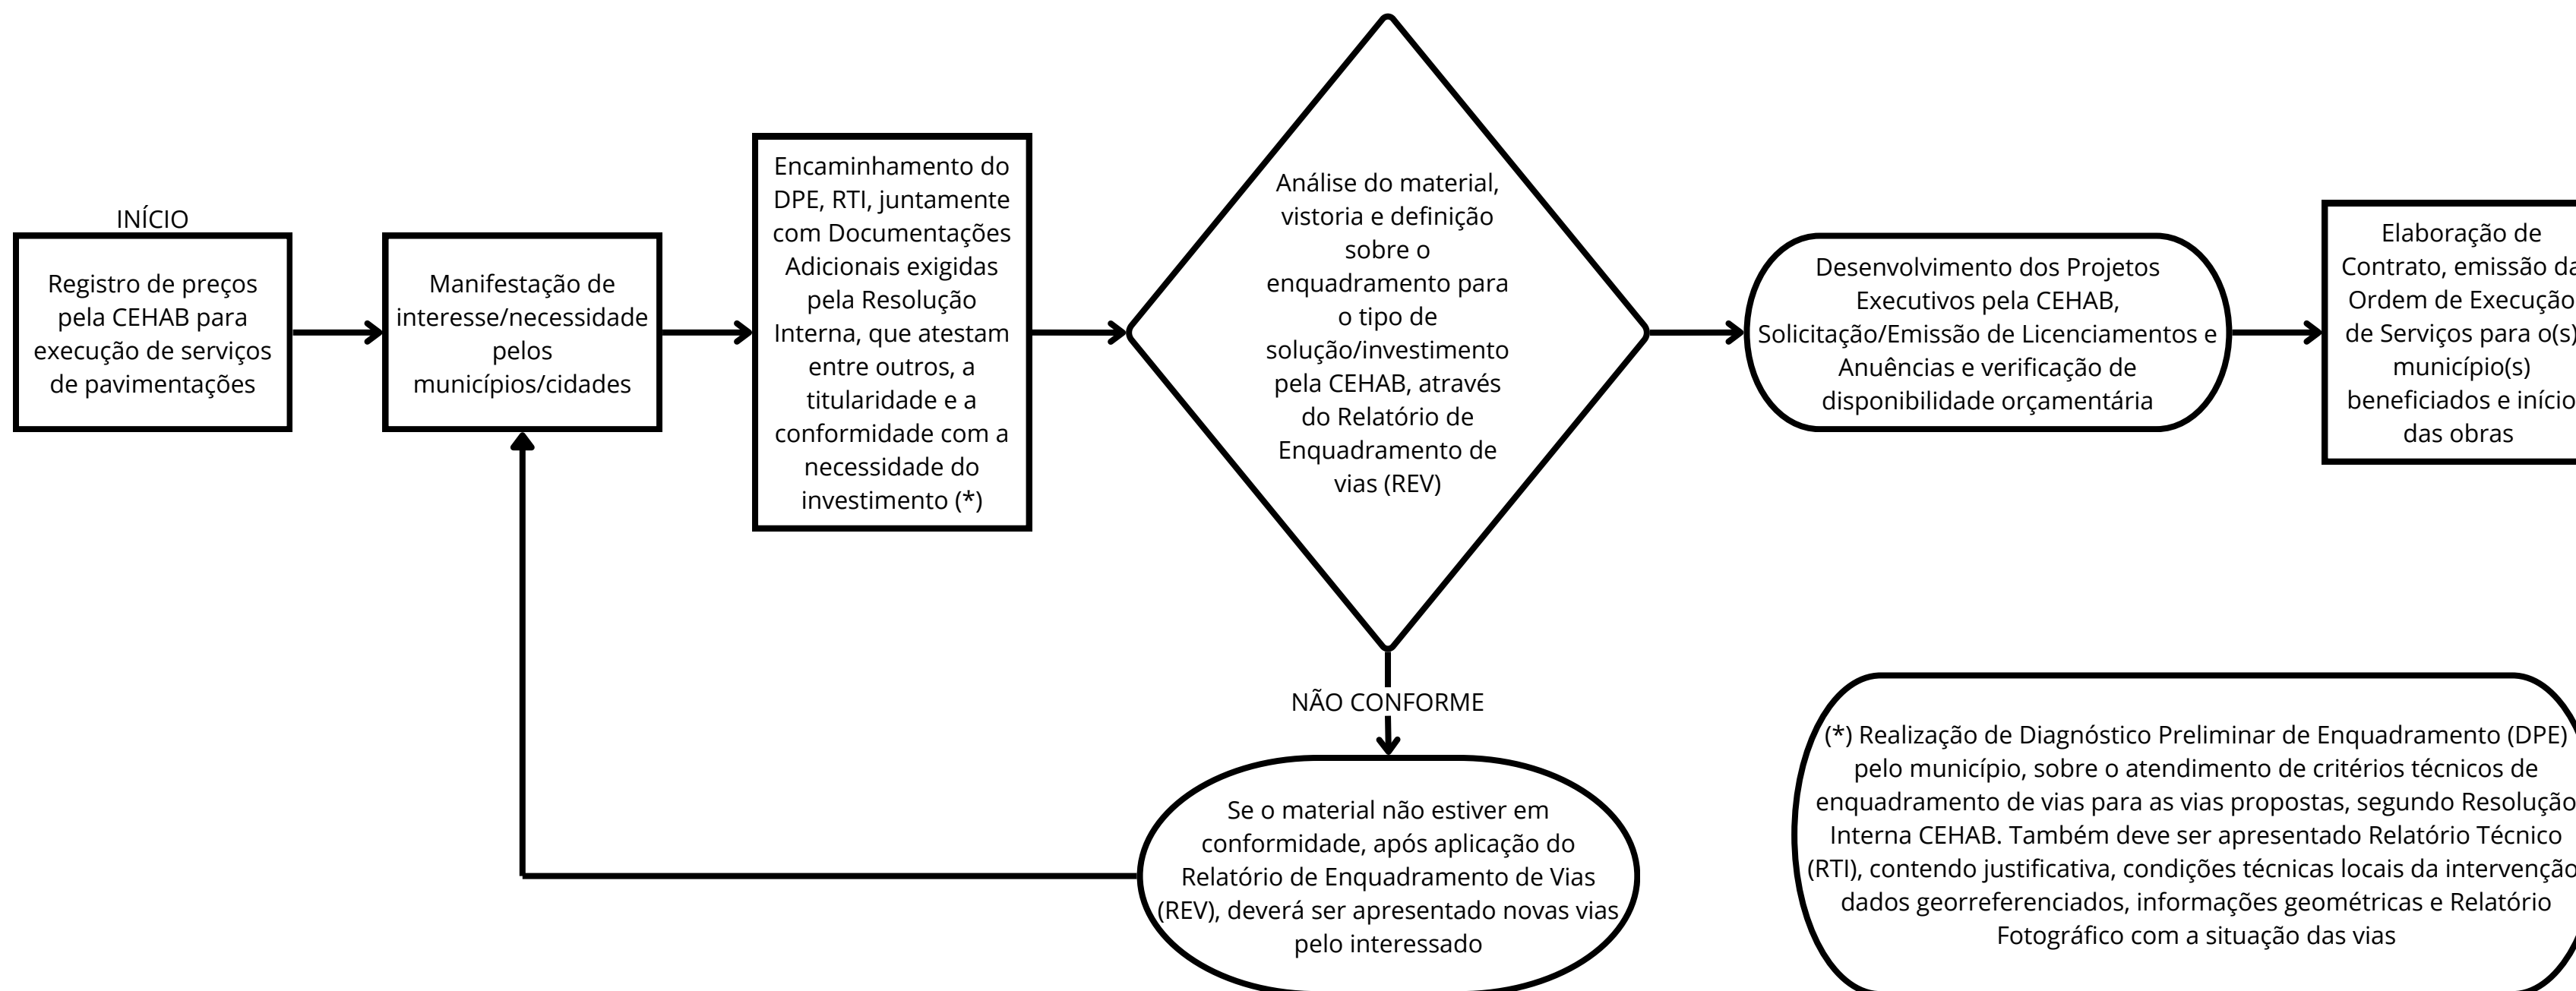 INÍCIO
Registro de preços
pela CEHAB para
execução de serviços
de pavimentações
Manifestação de
interesse/necessidade
pelos
municípios/cidades
Encaminhamento do
DPE, RTI, juntamente
com Documentações
Adicionais exigidas
pela Resolução
Interna, que atestam
entre outros, a
titularidade e a
conformidade com a
necessidade do
investimento (*)
Análise do material,
vistoria e definição
sobre o
enquadramento para
o tipo de
solução/investimento
pela CEHAB, através
do Relatório de
Enquadramento de
vias (REV)
Desenvolvimento dos Projetos
Executivos pela CEHAB,
Solicitação/Emissão de Licenciamentos e
Anuências e verificação de
disponibilidade orçamentária
Elaboração de
Contrato, emissão da
Ordem de Execução
de Serviços para o(s)
município(s)
beneficiados e início
das obras
NÃO CONFORME
Se o material não estiver em
conformidade, após aplicação do
Relatório de Enquadramento de Vias
(REV), deverá ser apresentado novas vias
pelo interessado
(*) Realização de Diagnóstico Preliminar de Enquadramento (DPE)
pelo município, sobre o atendimento de critérios técnicos de
enquadramento de vias para as vias propostas, segundo Resolução
Interna CEHAB. Também deve ser apresentado Relatório Técnico
(RTI), contendo justificativa, condições técnicas locais da intervenção
dados georreferenciados, informações geométricas e Relatório
Fotográfico com a situação das vias